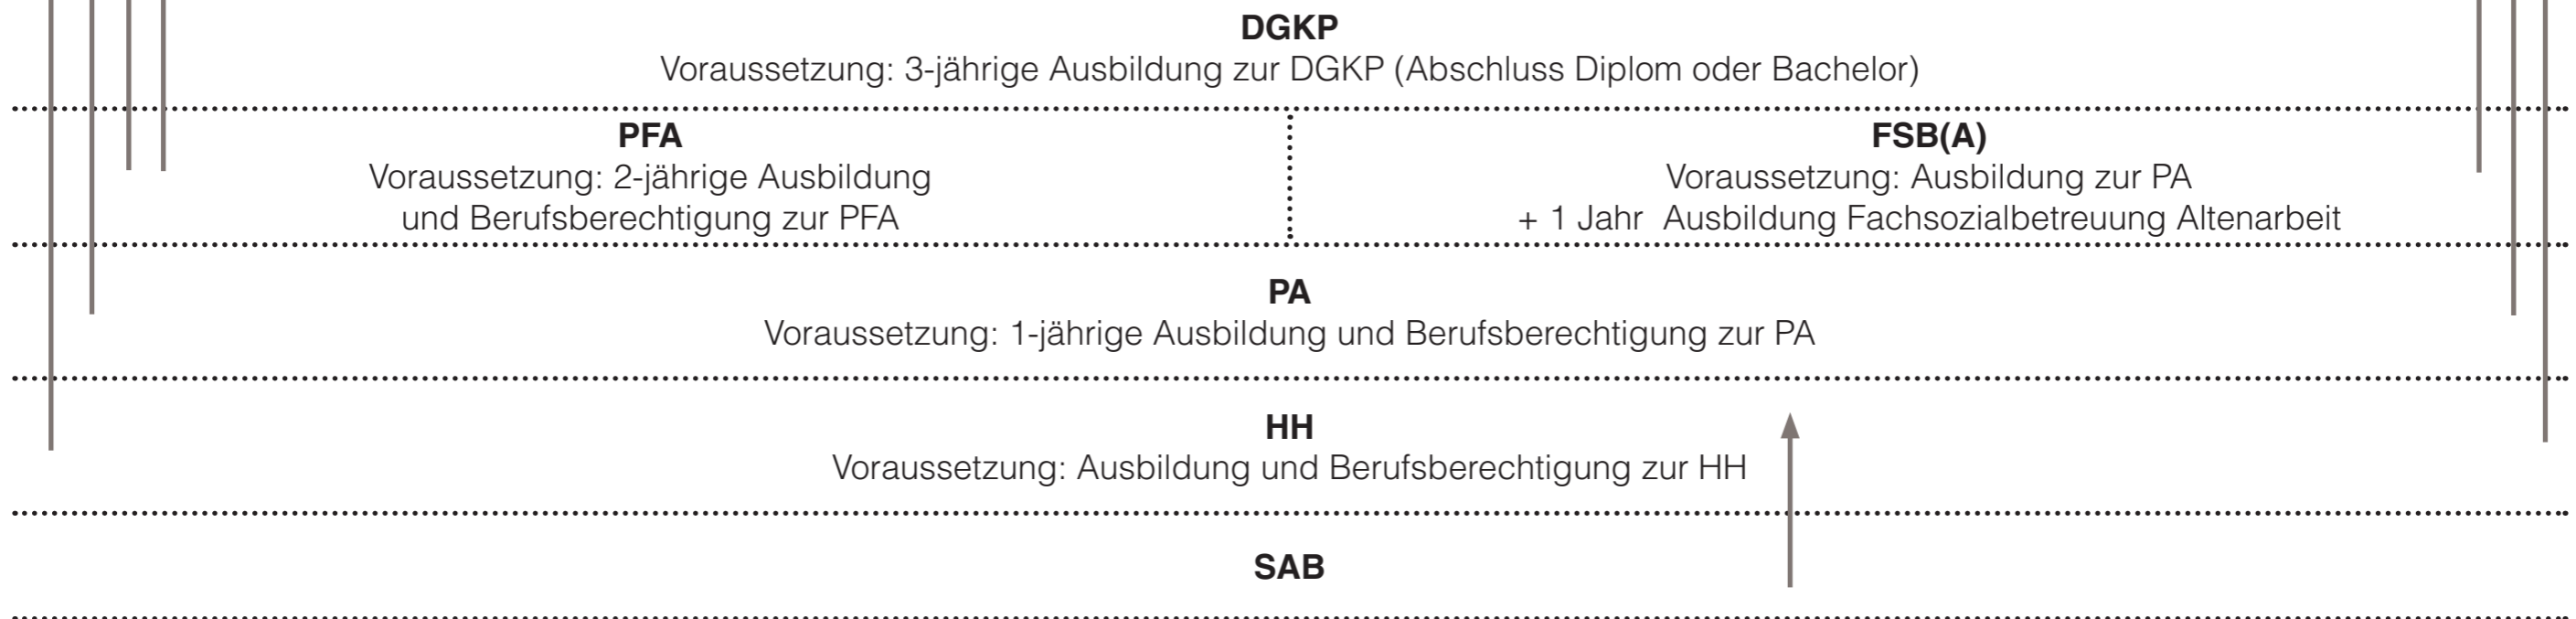 DGKP
Voraussetzung: 3-jährige Ausbildung zur DGKP (Abschluss Diplom oder Bachelor)
PFA
Voraussetzung: 2-jährige Ausbildung
und Berufsberechtigung zur PFA
FSB(A)
Voraussetzung: Ausbildung zur PA
+ 1 Jahr Ausbildung Fachsozialbetreuung Altenarbeit
PA
Voraussetzung: 1-jährige Ausbildung und Berufsberechtigung zur PA
HH
Voraussetzung: Ausbildung und Berufsberechtigung zur HH
SAB